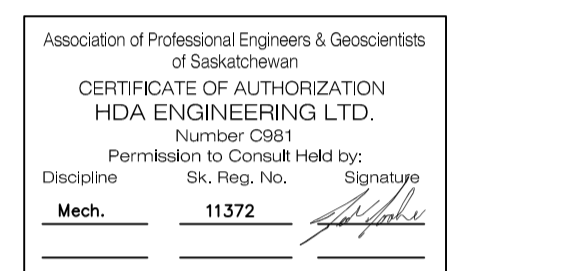 Association of Professional Engineers & Geoscientists
of Saskatchewan
CERTIFICATE OF AUTHORIZATION
HDA ENGINEERING LTD.
Number C981
Permission to Consult Held by:
Discipline Sk. Reg. No. Signature
Mech. 11372